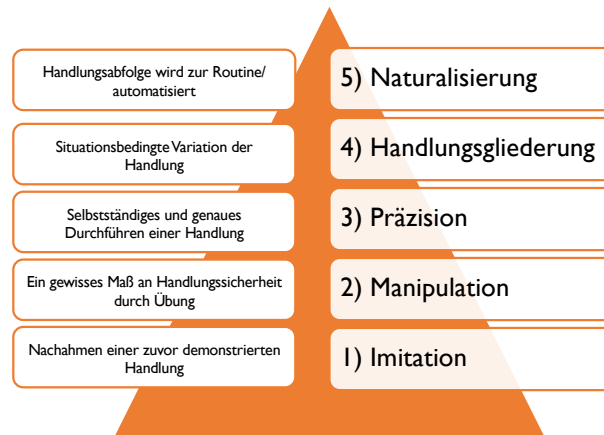 Handlungsabfolge wird zur Routine/
automatisiert
5) Naturalisierung
Situationsbedingte Variation der
Handlung
4) Handlungsgliederung
Selbstständiges und genaues
Durchführen einer Handlung
3) Präzision
Ein gewisses Maß an Handlungssicherheit
durch Übung
2) Manipulation
Nachahmen einer zuvor demonstrierten
Handlung
1) Imitation